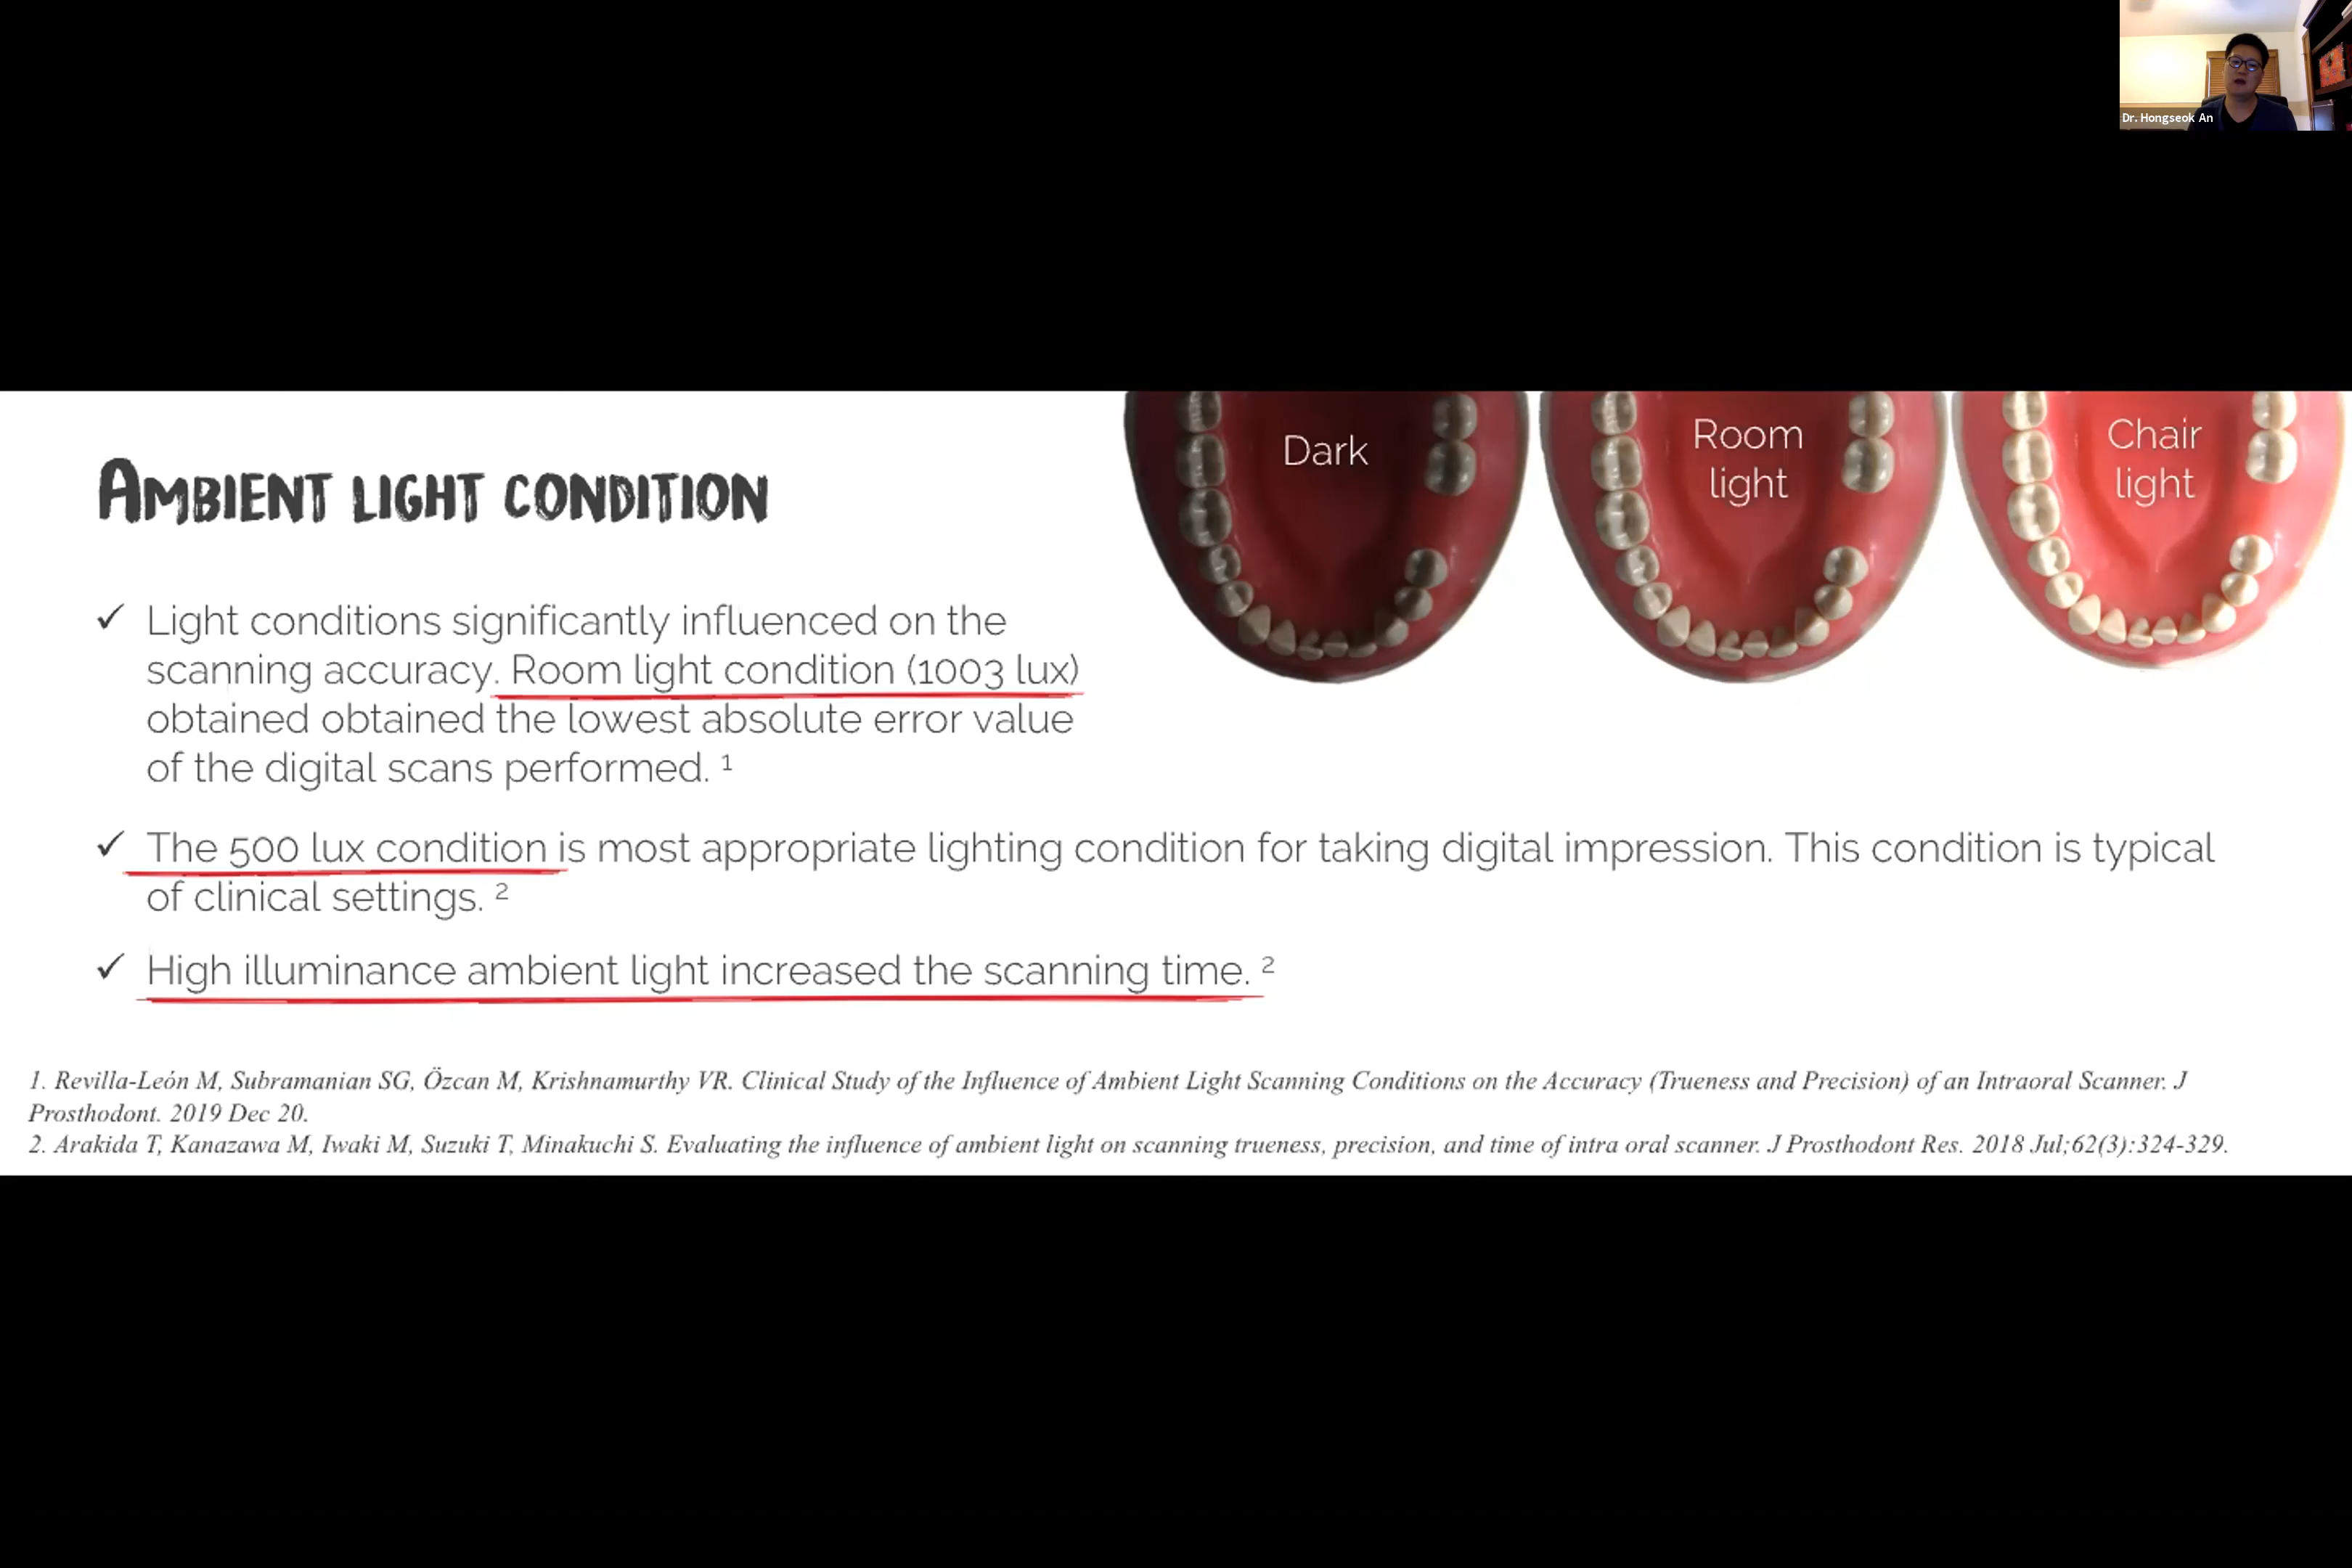 Dr. Hongseok An
Dark
Room
light
Chair
light
AMBIENT LIGHT CONDITION
✓ Light conditions significantly influenced on the
scanning accuracy. Room light condition (1003 lux)
obtained obtained the lowest absolute error value
of the digital scans performed. ¹
✓ The 500 lux condition is most appropriate lighting condition for taking digital impression. This condition is typical
of clinical settings. ²
✓ High illuminance ambient light increased the scanning time. ²
1. Revilla-León M, Subramanian SG, Özcan M, Krishnamurthy VR. Clinical Study of the Influence of Ambient Light Scanning Conditions on the Accuracy (Trueness and Precision) of an Intraoral Scanner. J
Prosthodont. 2019 Dec 20.
2. Arakida T, Kanazawa M, Iwaki M, Suzuki T, Minakuchi S. Evaluating the influence of ambient light on scanning trueness, precision, and time of intra oral scanner. J Prosthodont Res. 2018 Jul;62(3):324-329.